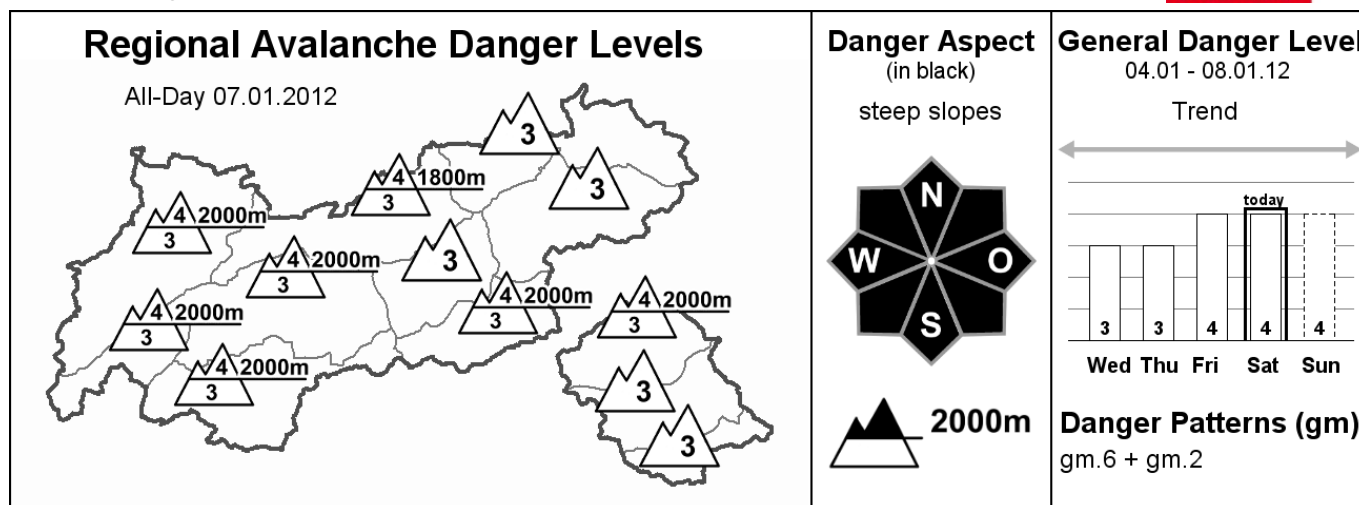 Regional Avalanche Danger Levels
All-Day 07.01.2012
3
3
4 1800m
3
4 2000m
3
3
4 2000m
3
4 2000m
3
4 2000m
3
4 2000m
3
4 2000m
3
3
3
Danger Aspect
(in black)
steep slopes
N
W O
S
2000m
General Danger Level
04.01 - 08.01.12
Trend
today
3 3 4 4 4
Wed Thu Fri Sat Sun
Danger Patterns (gm)
gm.6 + gm.2